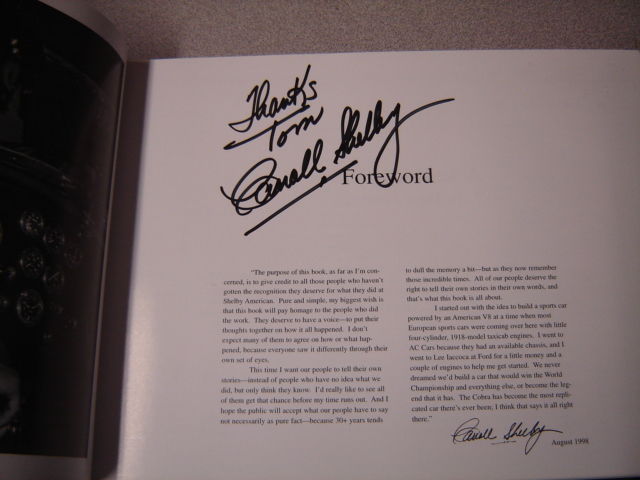 Thanks
Tom
Carroll Shelby
Foreword
"The purpose of this book, as far as I'm con-
cerned, is to give credit to all those people who haven't
gotten the recognition they deserve for what they did at
Shelby American. Pure and simple, my biggest wish is
that this book will pay homage to the people who did
the work. They deserve to have a voice—to put their
thoughts together on how it all happened. I don't
expect many of them to agree on how or what hap-
pened, because everyone saw it differently through their
own set of eyes.
This time I want our people to tell their own
stories—instead of people who have no idea what we
did, but only think they know. I'd really like to see all
of them get that chance before my time runs out. And I
hope the public will accept what our people have to say
not necessarily as pure fact—because 30+ years tends
to dull the memory a bit—but as they now remember
those incredible times. All of our people deserve the
right to tell their own stories in their own words, and
that's what this book is all about.
I started out with the idea to build a sports car
powered by an American V8 at a time when most
European sports cars were coming over here with little
four-cylinder, 1918-model taxicab engines. I went to
AC Cars because they had an available chassis, and I
went to Lee Iacocca at Ford for a little money and a
couple of engines to help me get started. We never
dreamed we'd build a car that would win the World
Championship and everything else, or become the leg-
end that it has. The Cobra has become the most repli-
cated car there's ever been; I think that says it all right
there."
Carroll Shelby
August 1998